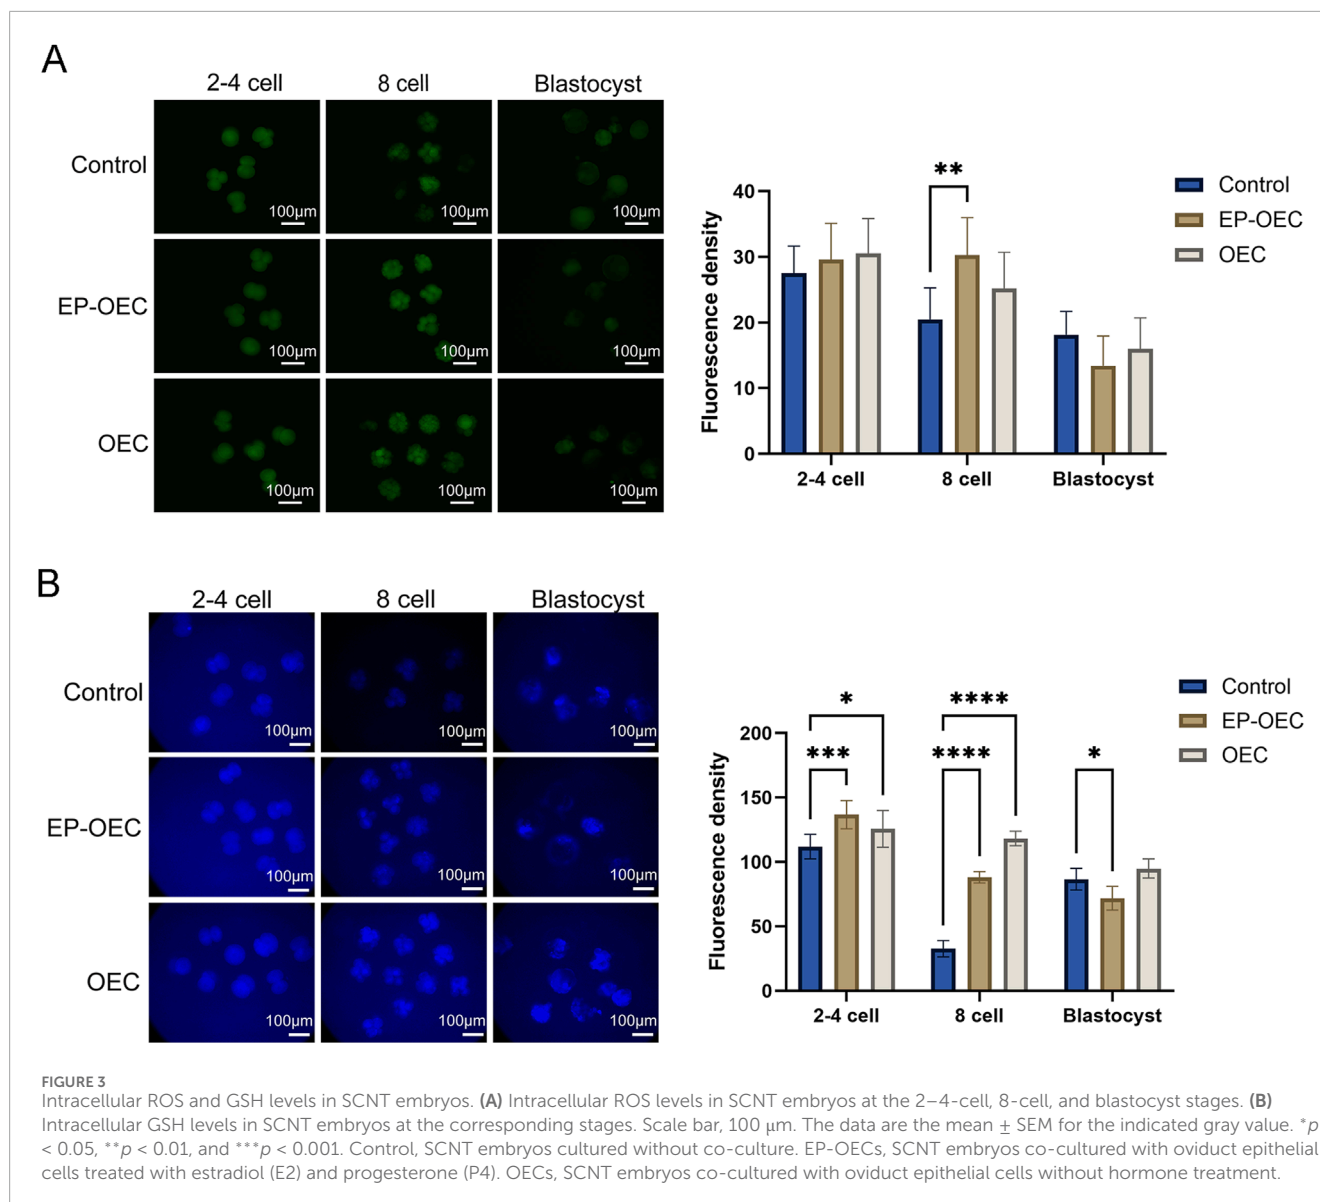 A
2-4 cell
8 cell
Blastocyst
Control
100µm
100µm
100µm
EP-OEC
100µm
100µm
100µm
OEC
100µm
100µm
100µm
Fluorescence density
40
30
20
10
0
**
2-4 cell
8 cell
Blastocyst
Control
EP-OEC
OEC
B
2-4 cell
8 cell
Blastocyst
Control
100µm
100µm
100µm
EP-OEC
100µm
100µm
100µm
OEC
100µm
100µm
100µm
Fluorescence density
200
150
100
50
0
*
***
****
****
*
2-4 cell
8 cell
Blastocyst
Control
EP-OEC
OEC
FIGURE 3
Intracellular ROS and GSH levels in SCNT embryos. (A) Intracellular ROS levels in SCNT embryos at the 2–4-cell, 8-cell, and blastocyst stages. (B)
Intracellular GSH levels in SCNT embryos at the corresponding stages. Scale bar, 100 μm. The data are the mean ± SEM for the indicated gray value. *p
< 0.05, **p < 0.01, and ***p < 0.001. Control, SCNT embryos cultured without co-culture. EP-OECs, SCNT embryos co-cultured with oviduct epithelial
cells treated with estradiol (E2) and progesterone (P4). OECs, SCNT embryos co-cultured with oviduct epithelial cells without hormone treatment.